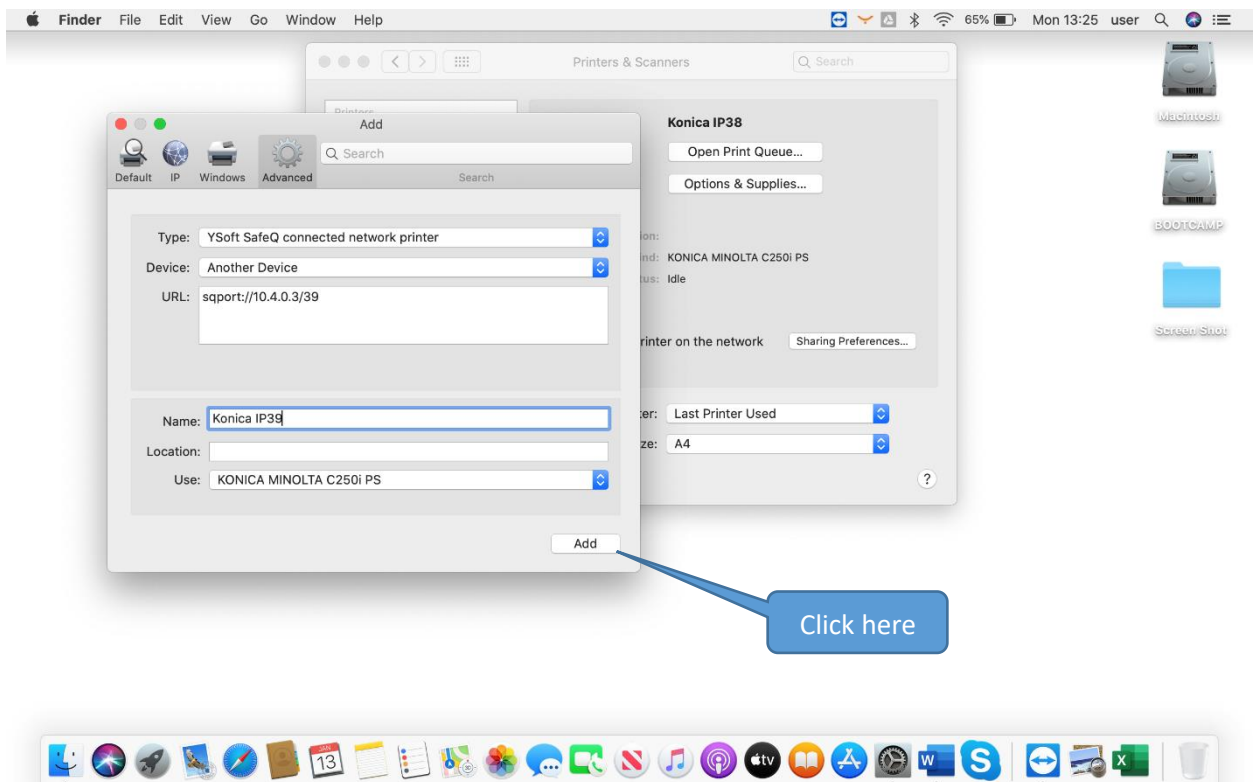 Finder File Edit View Go Window Help 65% Mon 13:25 user
Printers & Scanners Search
Macintosh
Printers
Add
Konica IP38
Search
Open Print Queue...
Default IP Windows Advanced Search
Options & Supplies...
BOOTCAMP
Type: YSoft SafeQ connected network printer
ion:
Device: Another Device
ind: KONICA MINOLTA C250i PS
URL: sqport://10.4.0.3/39
tus: Idle
Screen Shot
rinter on the network Sharing Preferences...
Name: Konica IP39
ter: Last Printer Used
Location:
ze: A4
Use: KONICA MINOLTA C250i PS
?
Add
Click here
JAN
13
tv
W
S
X